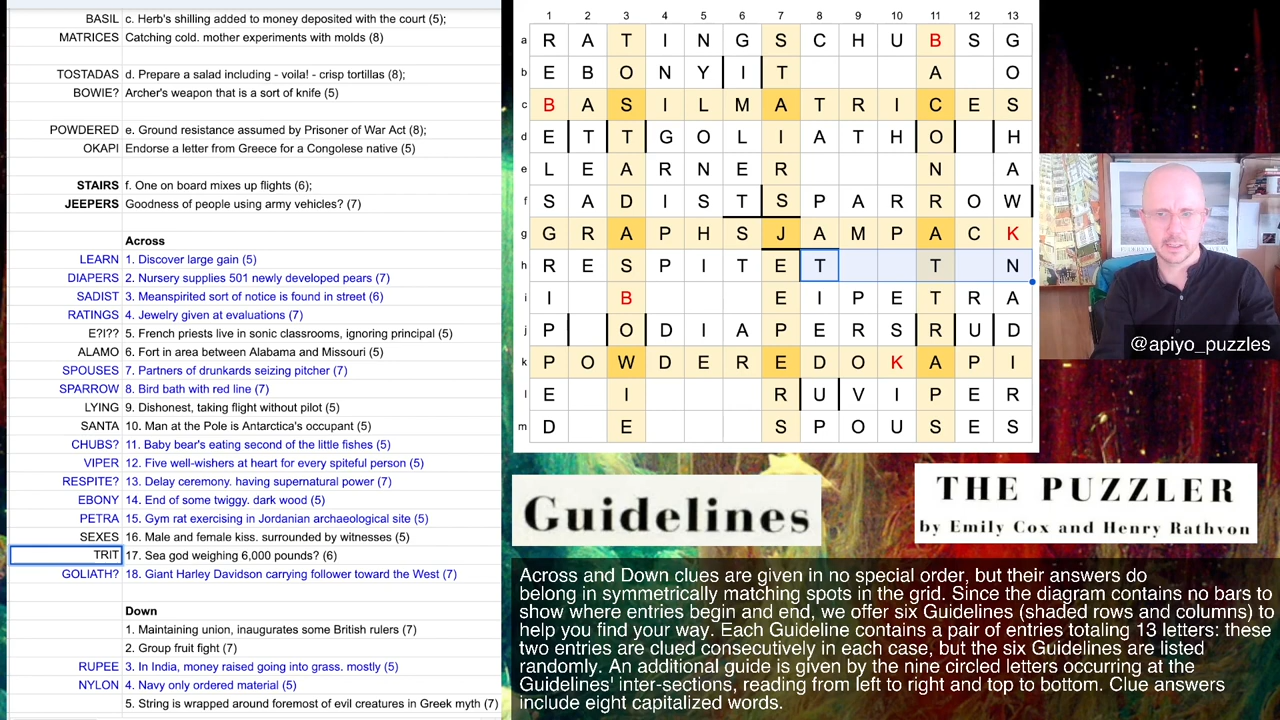 BASIL c. Herb's shilling added to money deposited with the court (5);
MATRICES Catching cold. mother experiments with molds (8)
TOSTADAS d. Prepare a salad including - voila! - crisp tortillas (8);
BOWIE? Archer's weapon that is a sort of knife (5)
POWDERED e. Ground resistance assumed by Prisoner of War Act (8);
OKAPI Endorse a letter from Greece for a Congolese native (5)
STAIRS f. One on board mixes up flights (6);
JEEPERS Goodness of people using army vehicles? (7)
Across
LEARN 1. Discover large gain (5)
DIAPERS 2. Nursery supplies 501 newly developed pears (7)
SADIST 3. Meanspirited sort of notice is found in street (6)
RATINGS 4. Jewelry given at evaluations (7)
E?I?? 5. French priests live in sonic classrooms, ignoring principal (5)
ALAMO 6. Fort in area between Alabama and Missouri (5)
SPOUSES 7. Partners of drunkards seizing pitcher (7)
SPARROW 8. Bird bath with red line (7)
LYING 9. Dishonest, taking flight without pilot (5)
SANTA 10. Man at the Pole is Antarctica's occupant (5)
CHUBS? 11. Baby bear's eating second of the little fishes (5)
VIPER 12. Five well-wishers at heart for every spiteful person (5)
RESPITE? 13. Delay ceremony. having supernatural power (7)
EBONY 14. End of some twiggy. dark wood (5)
PETRA 15. Gym rat exercising in Jordanian archaeological site (5)
SEXES 16. Male and female kiss. surrounded by witnesses (5)
TRIT 17. Sea god weighing 6,000 pounds? (6)
GOLIATH? 18. Giant Harley Davidson carrying follower toward the West (7)
Down
1. Maintaining union, inaugurates some British rulers (7)
2. Group fruit fight (7)
RUPEE 3. In India, money raised going into grass. mostly (5)
NYLON 4. Navy only ordered material (5)
5. String is wrapped around foremost of evil creatures in Greek myth (7)
1 2 3 4 5 6 7 8 9 10 11 12 13
a R A T I N G S C H U B S G
b E B O N Y I T A O
c B A S I L M A T R I C E S
d E T T G O L I A T H O H
e L E A R N E R N A
f S A D I S T S P A R R O W
g G R A P H S J A M P A C K
h R E S P I T E T T N
i I B E I P E T R A
j P O D I A P E R S R U D
k P O W D E R E D O K A P I
l E I R U V I P E R
m D E S P O U S E S
@apiyo_puzzles
Guidelines
THE PUZZLER
by Emily Cox and Henry Rathvon
Across and Down clues are given in no special order, but their answers do
belong in symmetrically matching spots in the grid. Since the diagram contains no bars to
show where entries begin and end, we offer six Guidelines (shaded rows and columns) to
help you find your way. Each Guideline contains a pair of entries totaling 13 letters: these
two entries are clued consecutively in each case, but the six Guidelines are listed
randomly. An additional guide is given by the nine circled letters occurring at the
Guidelines' inter-sections, reading from left to right and top to bottom. Clue answers
include eight capitalized words.